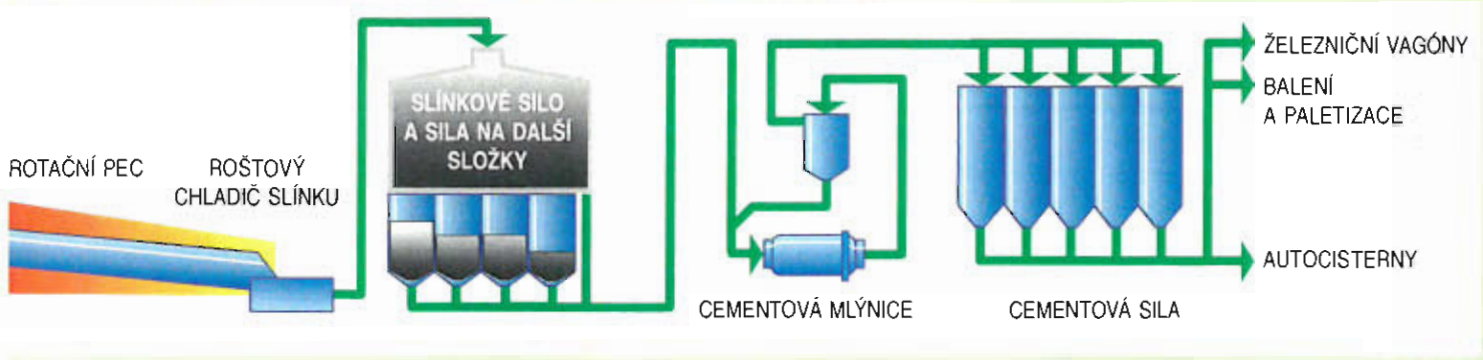 ROTAČNÍ PEC
ROŠTOVÝ
CHLADIČ SLÍNKU
SLÍNKOVÉ SILO
A SILA NA DALŠÍ
SLOŽKY
CEMENTOVÁ MLÝNICE
CEMENTOVÁ SILA
ŽELEZNIČNÍ VAGÓNY
BALENÍ
A PALETIZACE
AUTOCISTERNY